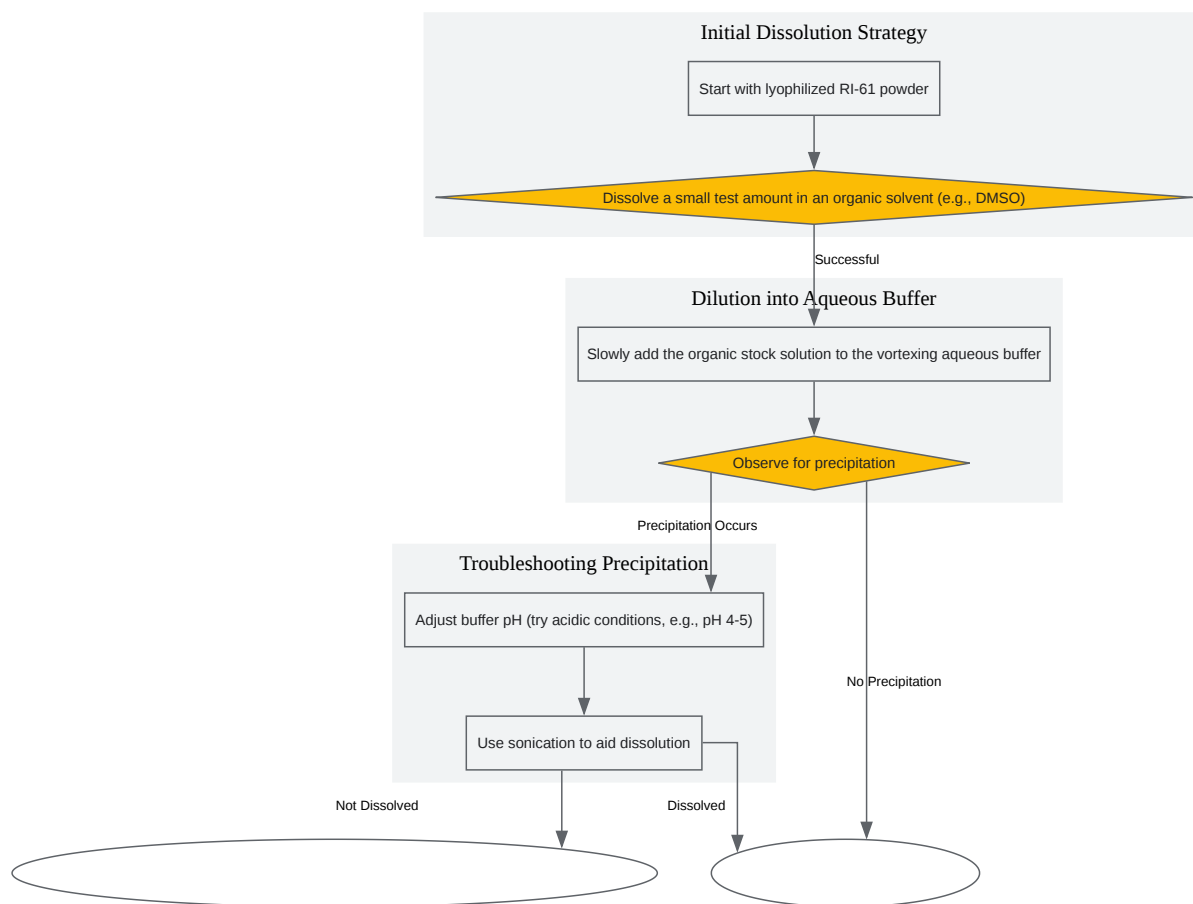 Initial Dissolution Strategy
Start with lyophilized RI-61 powder
Dissolve a small test amount in an organic solvent (e.g., DMSO)
Successful
Dilution into Aqueous Buffer
Slowly add the organic stock solution to the vortexing aqueous buffer
Observe for precipitation
Precipitation Occurs
Troubleshooting Precipitation
Adjust buffer pH (try acidic conditions, e.g., pH 4-5)
No Precipitation
Use sonication to aid dissolution
Not Dissolved
Dissolved